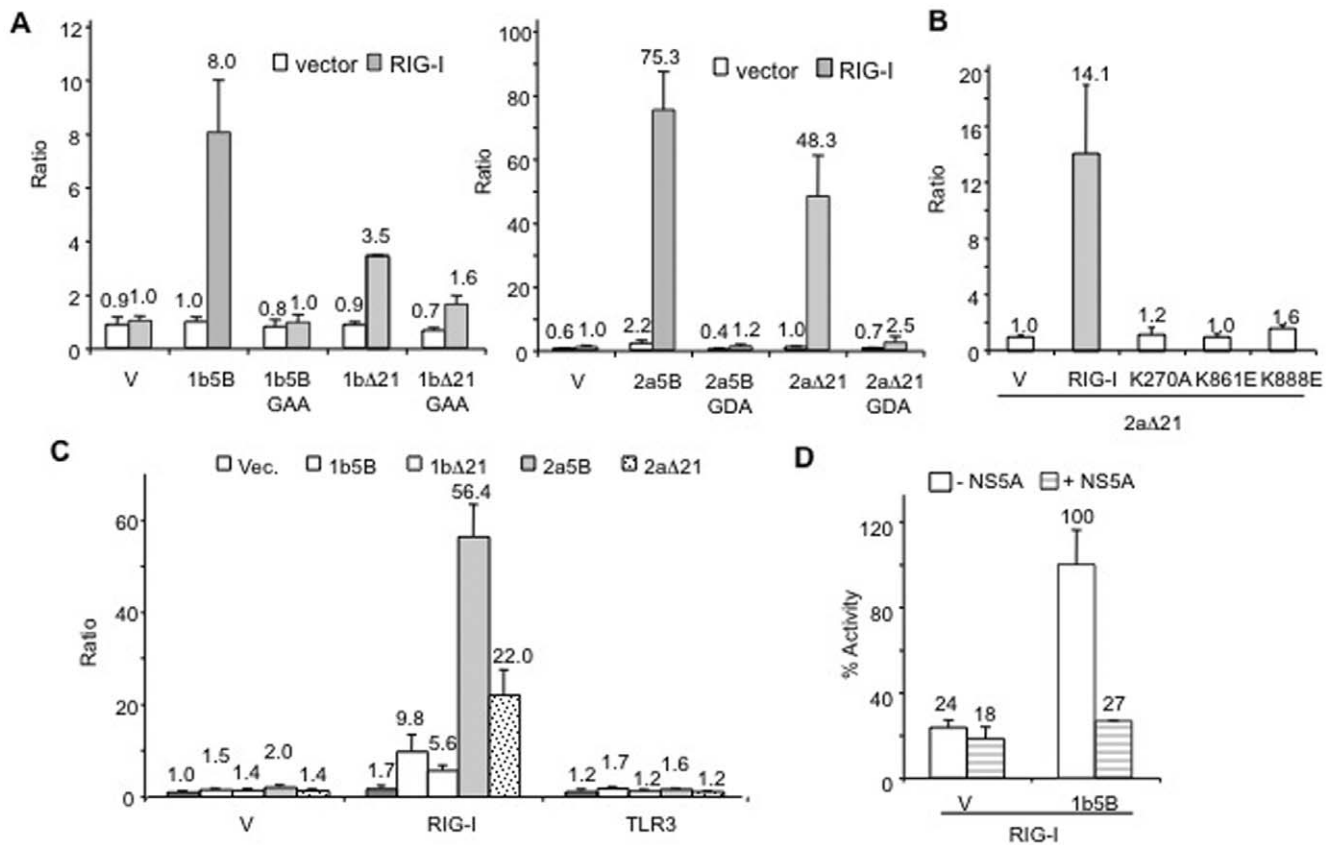 A
12
10
8
6
4
2
0
Ratio
vector RIG-I
0.9 1.0
1.0 8.0
0.8 1.0
0.9 3.5
0.7 1.6
V 1b5B 1b5B 1bΔ21 1bΔ21
GAA GAA
100
80
60
40
20
0
Ratio
vector RIG-I
0.6 1.0
2.2 75.3
0.4 1.2
1.0 48.3
0.7 2.5
V 2a5B 2a5B 2aΔ21 2aΔ21
GDA GDA
B
20
16
12
8
4
0
Ratio
1.0 14.1 1.2 1.0 1.6
V RIG-I K270A K861E K888E
2aΔ21
C
Vec. 1b5B 1bΔ21 2a5B 2aΔ21
60
40
20
0
Ratio
1.0 1.5 1.4 2.0 1.4
1.7 9.8 5.6 56.4 22.0
1.2 1.7 1.2 1.6 1.2
V RIG-I TLR3
D
- NS5A + NS5A
120
80
40
0
% Activity
24 18 100 27
V 1b5B
RIG-I